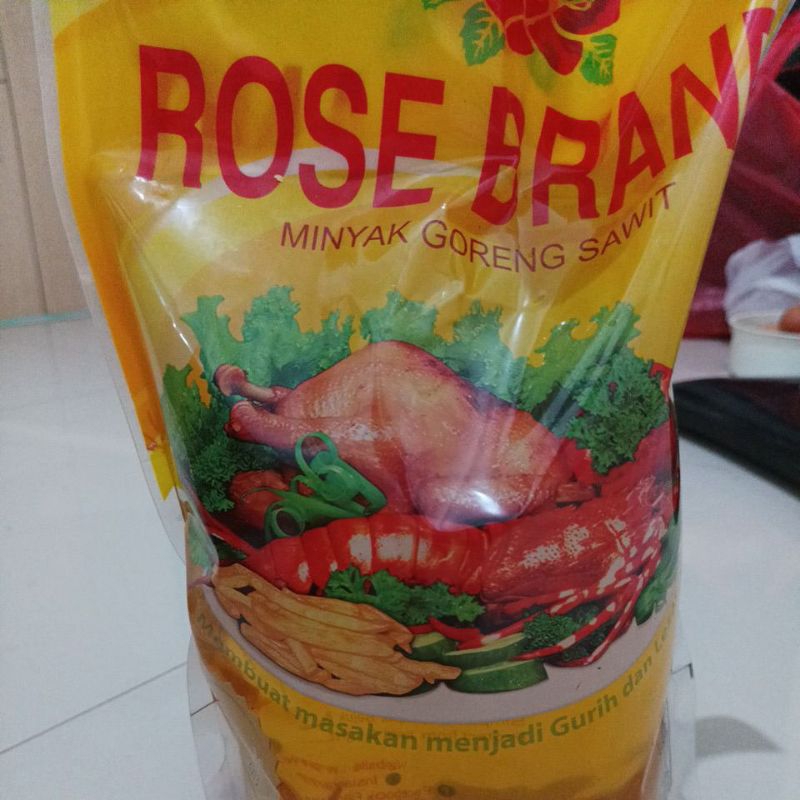 ROSE BRAN
MINYAK GORENG SAWIT
Membuat masakan menjadi Gurih dan